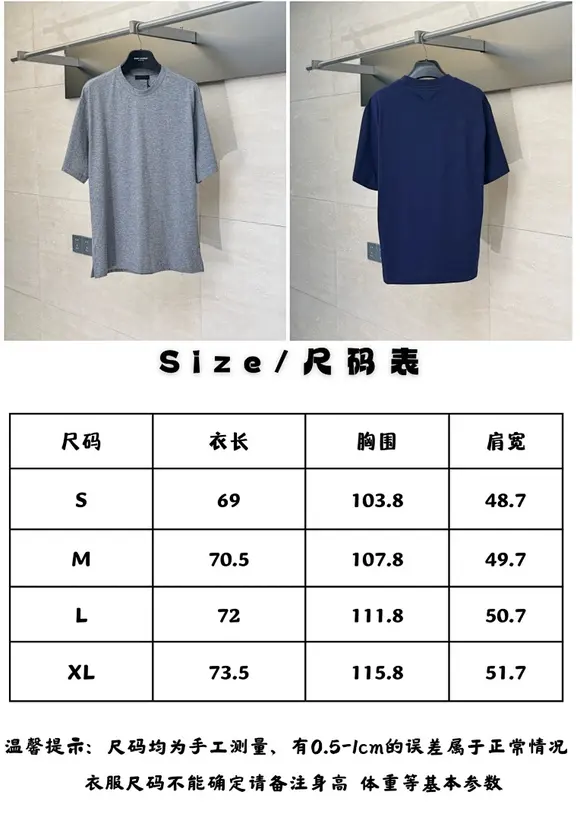 Size/尺码表
尺码 衣长 胸围 肩宽
S 69 103.8 48.7
M 70.5 107.8 49.7
L 72 111.8 50.7
XL 73.5 115.8 51.7
温馨提示：尺码均为手工测量、有0.5-1cm的误差属于正常情况
衣服尺码不能确定请备注身高 体重等基本参数